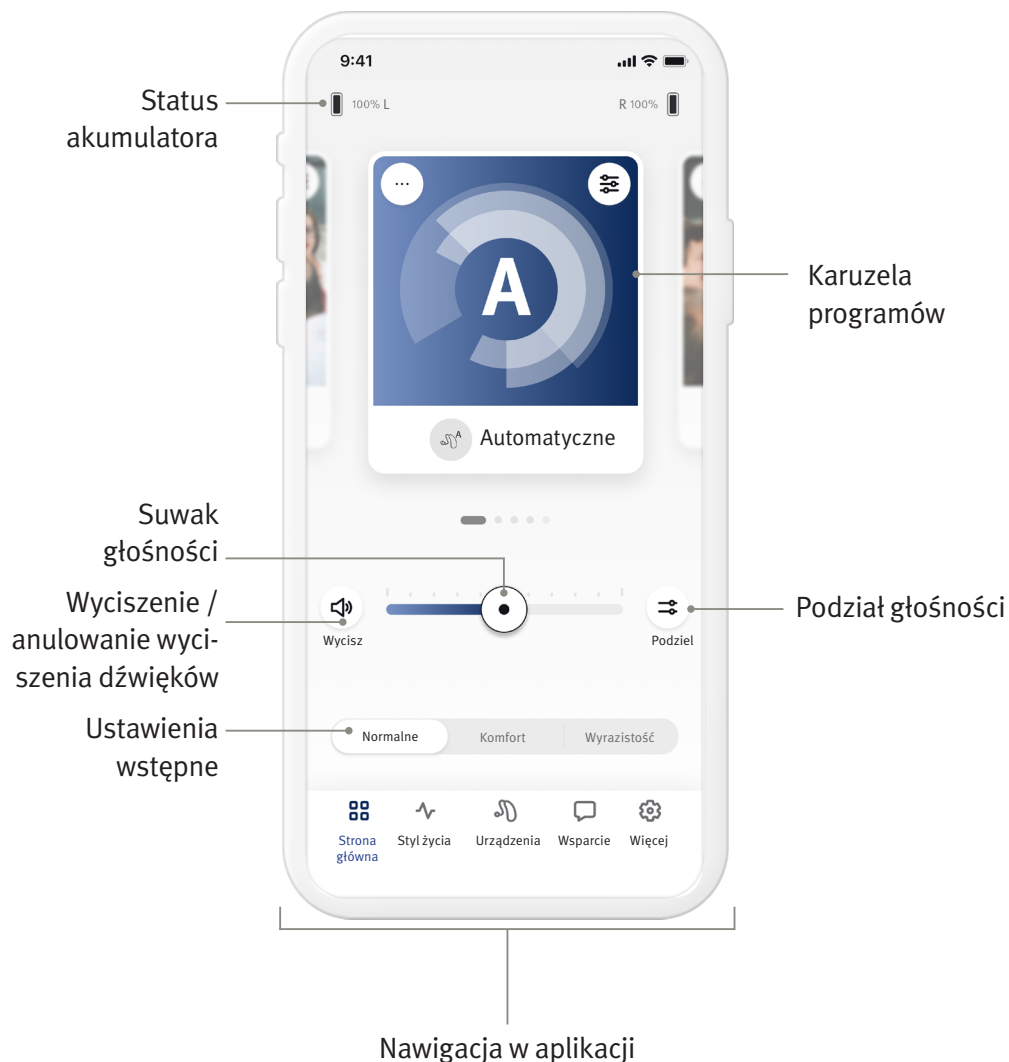 9:41
Status
akumulatora
100% L
R 100%
...
A
Karuzela
programów
A
Automatyczne
Suwak
głośności
Wyciszenie /
anulowanie wyci-
szenia dźwięków
Wycisz
Podziel
Podział głośności
Ustawienia
wstępne
Normalne
Komfort
Wyrazistość
Strona
główna
Styl życia
Urządzenia
Wsparcie
Więcej
Nawigacja w aplikacji